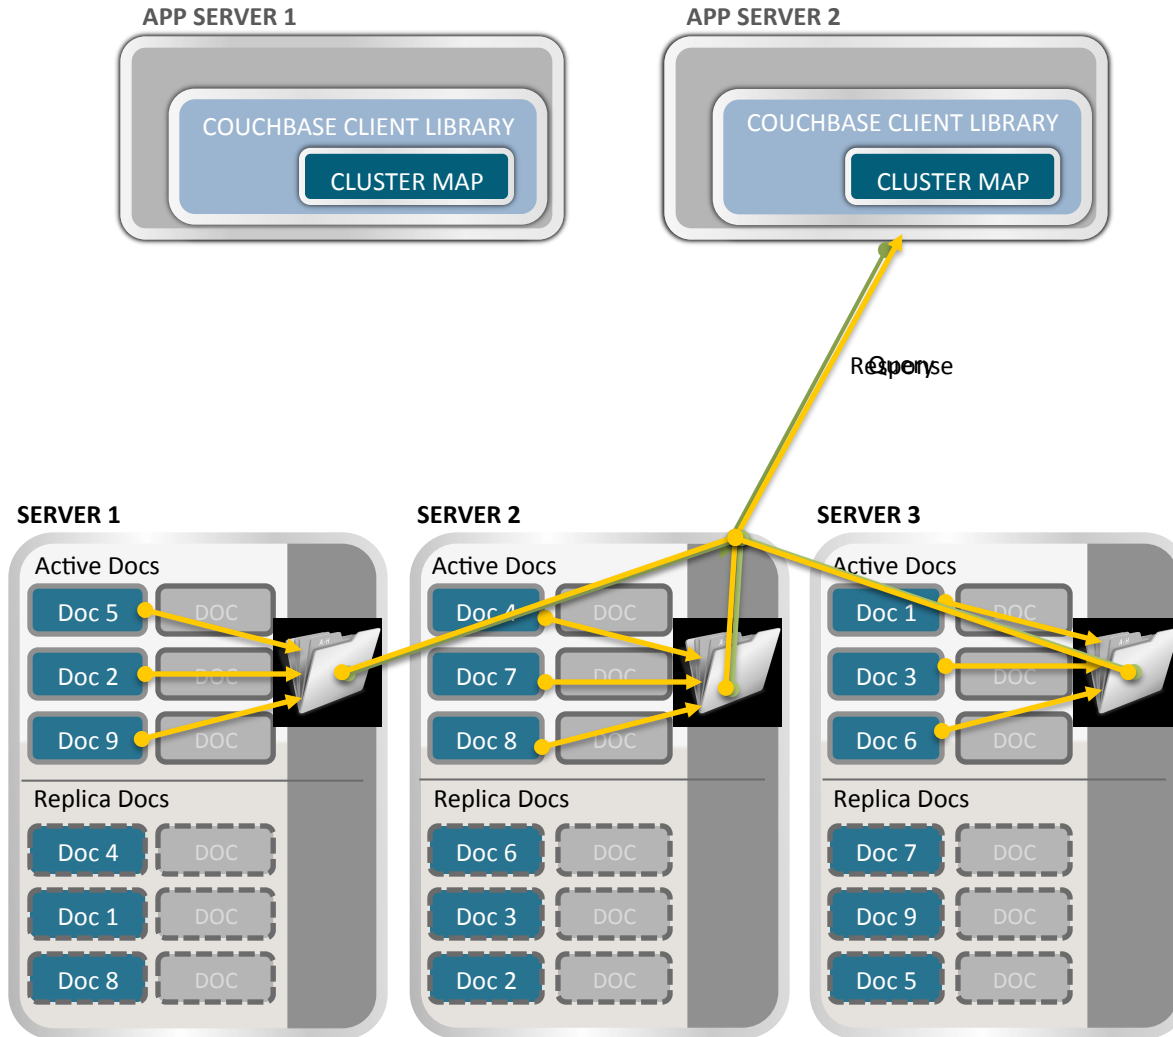 APP SERVER 1
APP SERVER 2
COUCHBASE CLIENT LIBRARY
CLUSTER MAP
COUCHBASE CLIENT LIBRARY
CLUSTER MAP
Response
Query
SERVER 1
SERVER 2
SERVER 3
Active Docs
Doc 5 DOC
Doc 2 DOC
Doc 9 DOC
Replica Docs
Doc 4 DOC
Doc 1 DOC
Doc 8 DOC
Active Docs
Doc 4 DOC
Doc 7 DOC
Doc 8 DOC
Replica Docs
Doc 6 DOC
Doc 3 DOC
Doc 2 DOC
Active Docs
Doc 1 DOC
Doc 3 DOC
Doc 6 DOC
Replica Docs
Doc 7 DOC
Doc 9 DOC
Doc 5 DOC